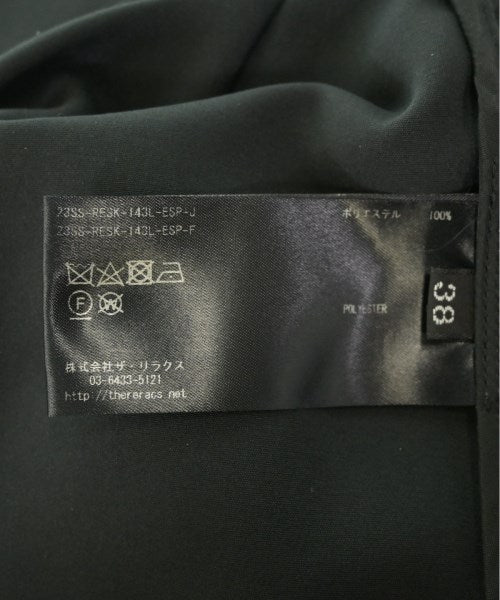 23SS-RESK-143L-ESP-J
23SS-RESK-143L-ESP-F
ポリエステル 100%
POLYESTER
38
F
W
株式会社ザ・リラクス
03-6433-5121
http://thereracs.net